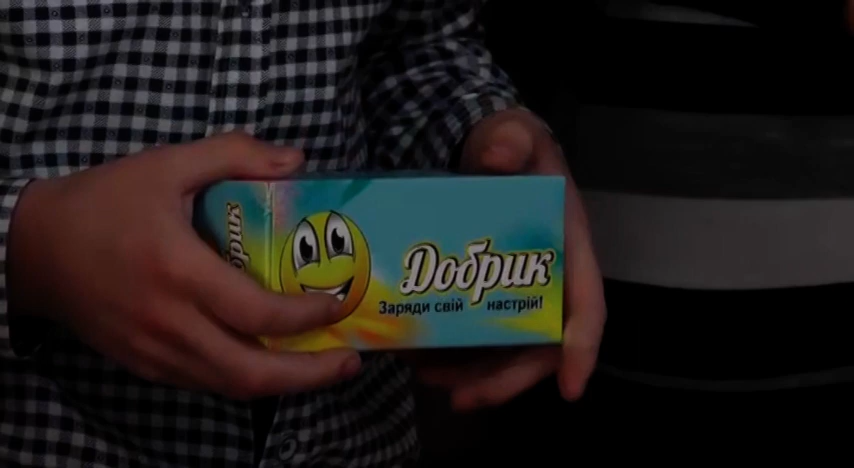 Добрик
Заряди свій настрій!